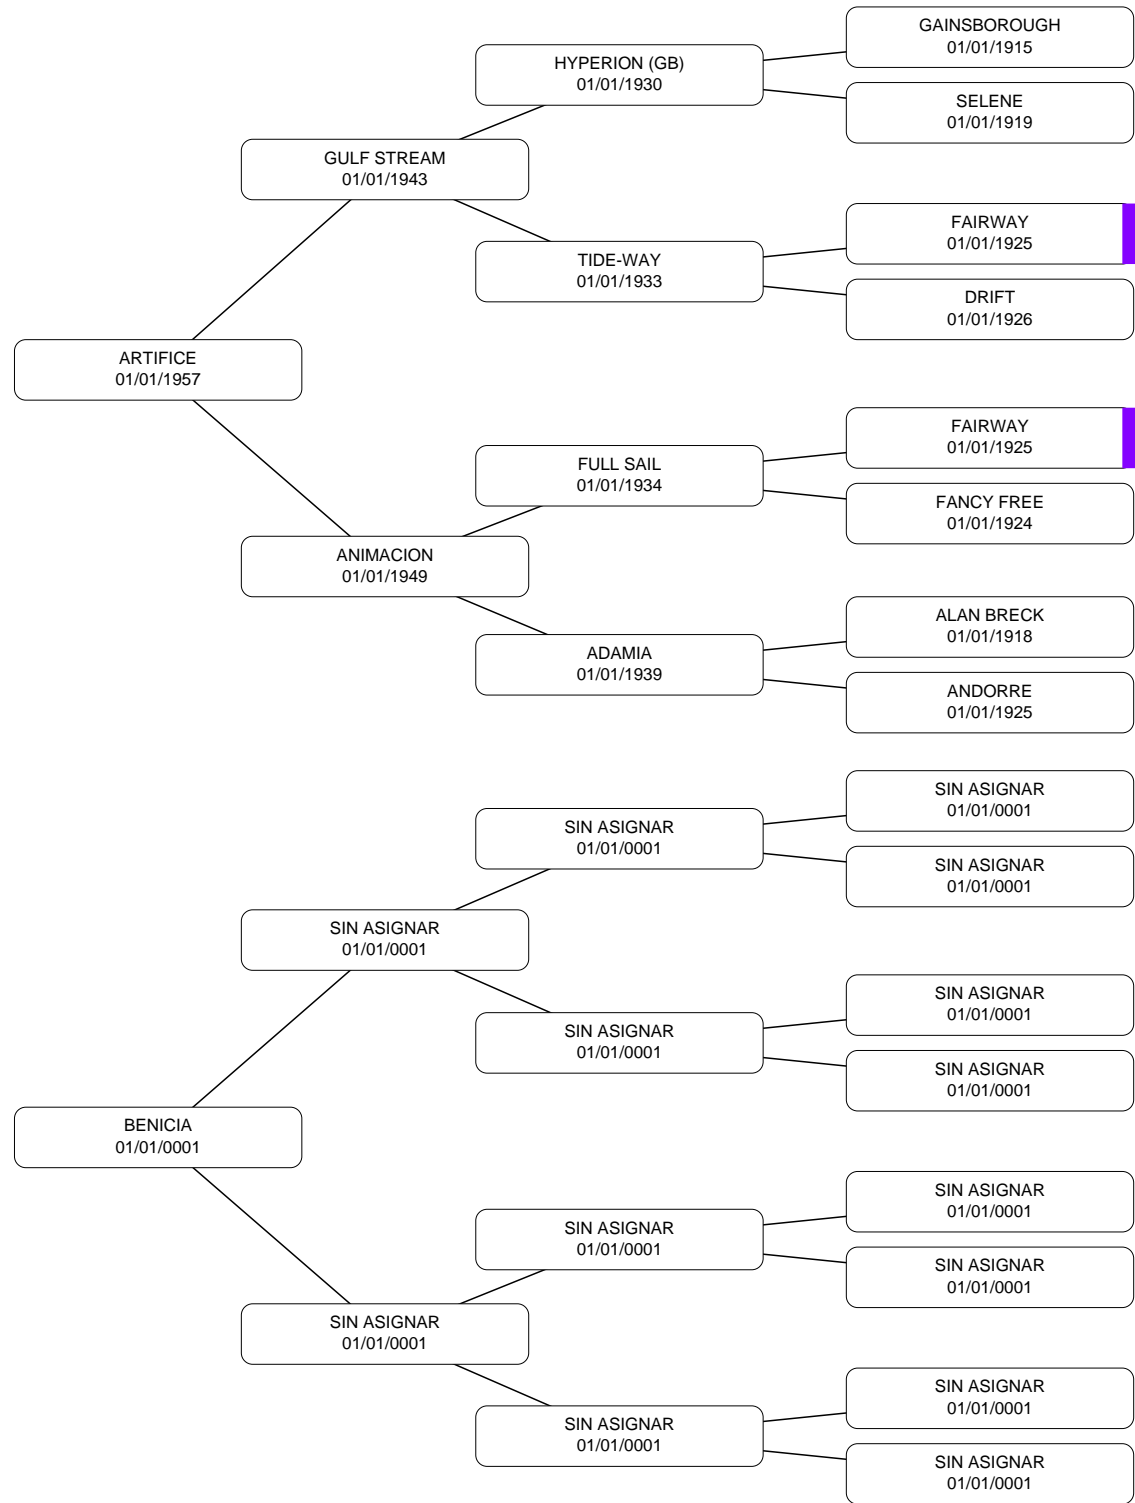 GAINSBOROUGH
01/01/1915
HYPERION (GB)
01/01/1930
SELENE
01/01/1919
GULF STREAM
01/01/1943
FAIRWAY
01/01/1925
TIDE-WAY
01/01/1933
DRIFT
01/01/1926
ARTIFICE
01/01/1957
FAIRWAY
01/01/1925
FULL SAIL
01/01/1934
FANCY FREE
01/01/1924
ANIMACION
01/01/1949
ALAN BRECK
01/01/1918
ADAMIA
01/01/1939
ANDORRE
01/01/1925
SIN ASIGNAR
01/01/0001
SIN ASIGNAR
01/01/0001
SIN ASIGNAR
01/01/0001
SIN ASIGNAR
01/01/0001
SIN ASIGNAR
01/01/0001
SIN ASIGNAR
01/01/0001
SIN ASIGNAR
01/01/0001
BENICIA
01/01/0001
SIN ASIGNAR
01/01/0001
SIN ASIGNAR
01/01/0001
SIN ASIGNAR
01/01/0001
SIN ASIGNAR
01/01/0001
SIN ASIGNAR
01/01/0001
SIN ASIGNAR
01/01/0001
SIN ASIGNAR
01/01/0001